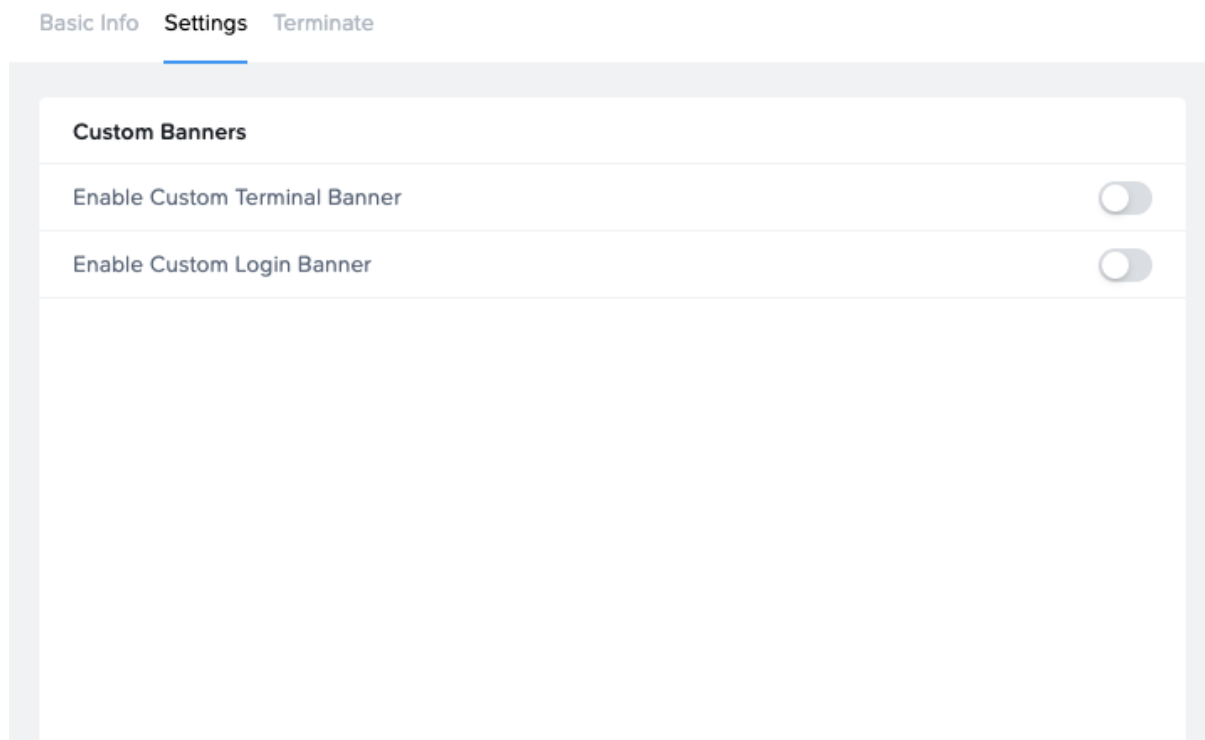 Basic Info Settings Terminate
Custom Banners
Enable Custom Terminal Banner
Enable Custom Login Banner